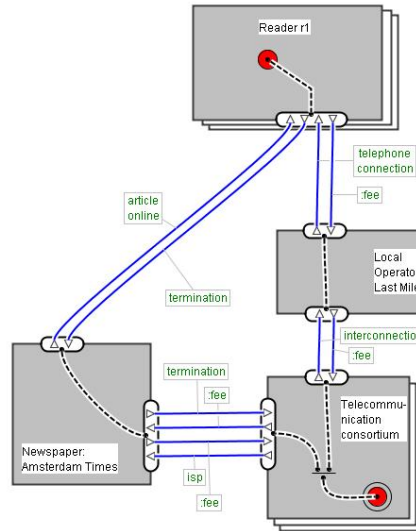 Reader r1
telephone
connection
:fee
article
online
termination
Local
Operato
Last Mile
interconnectio
:fee
termination
:fee
Telecommu-
nication
consortium
Newspaper:
Amsterdam Times
isp
:fee